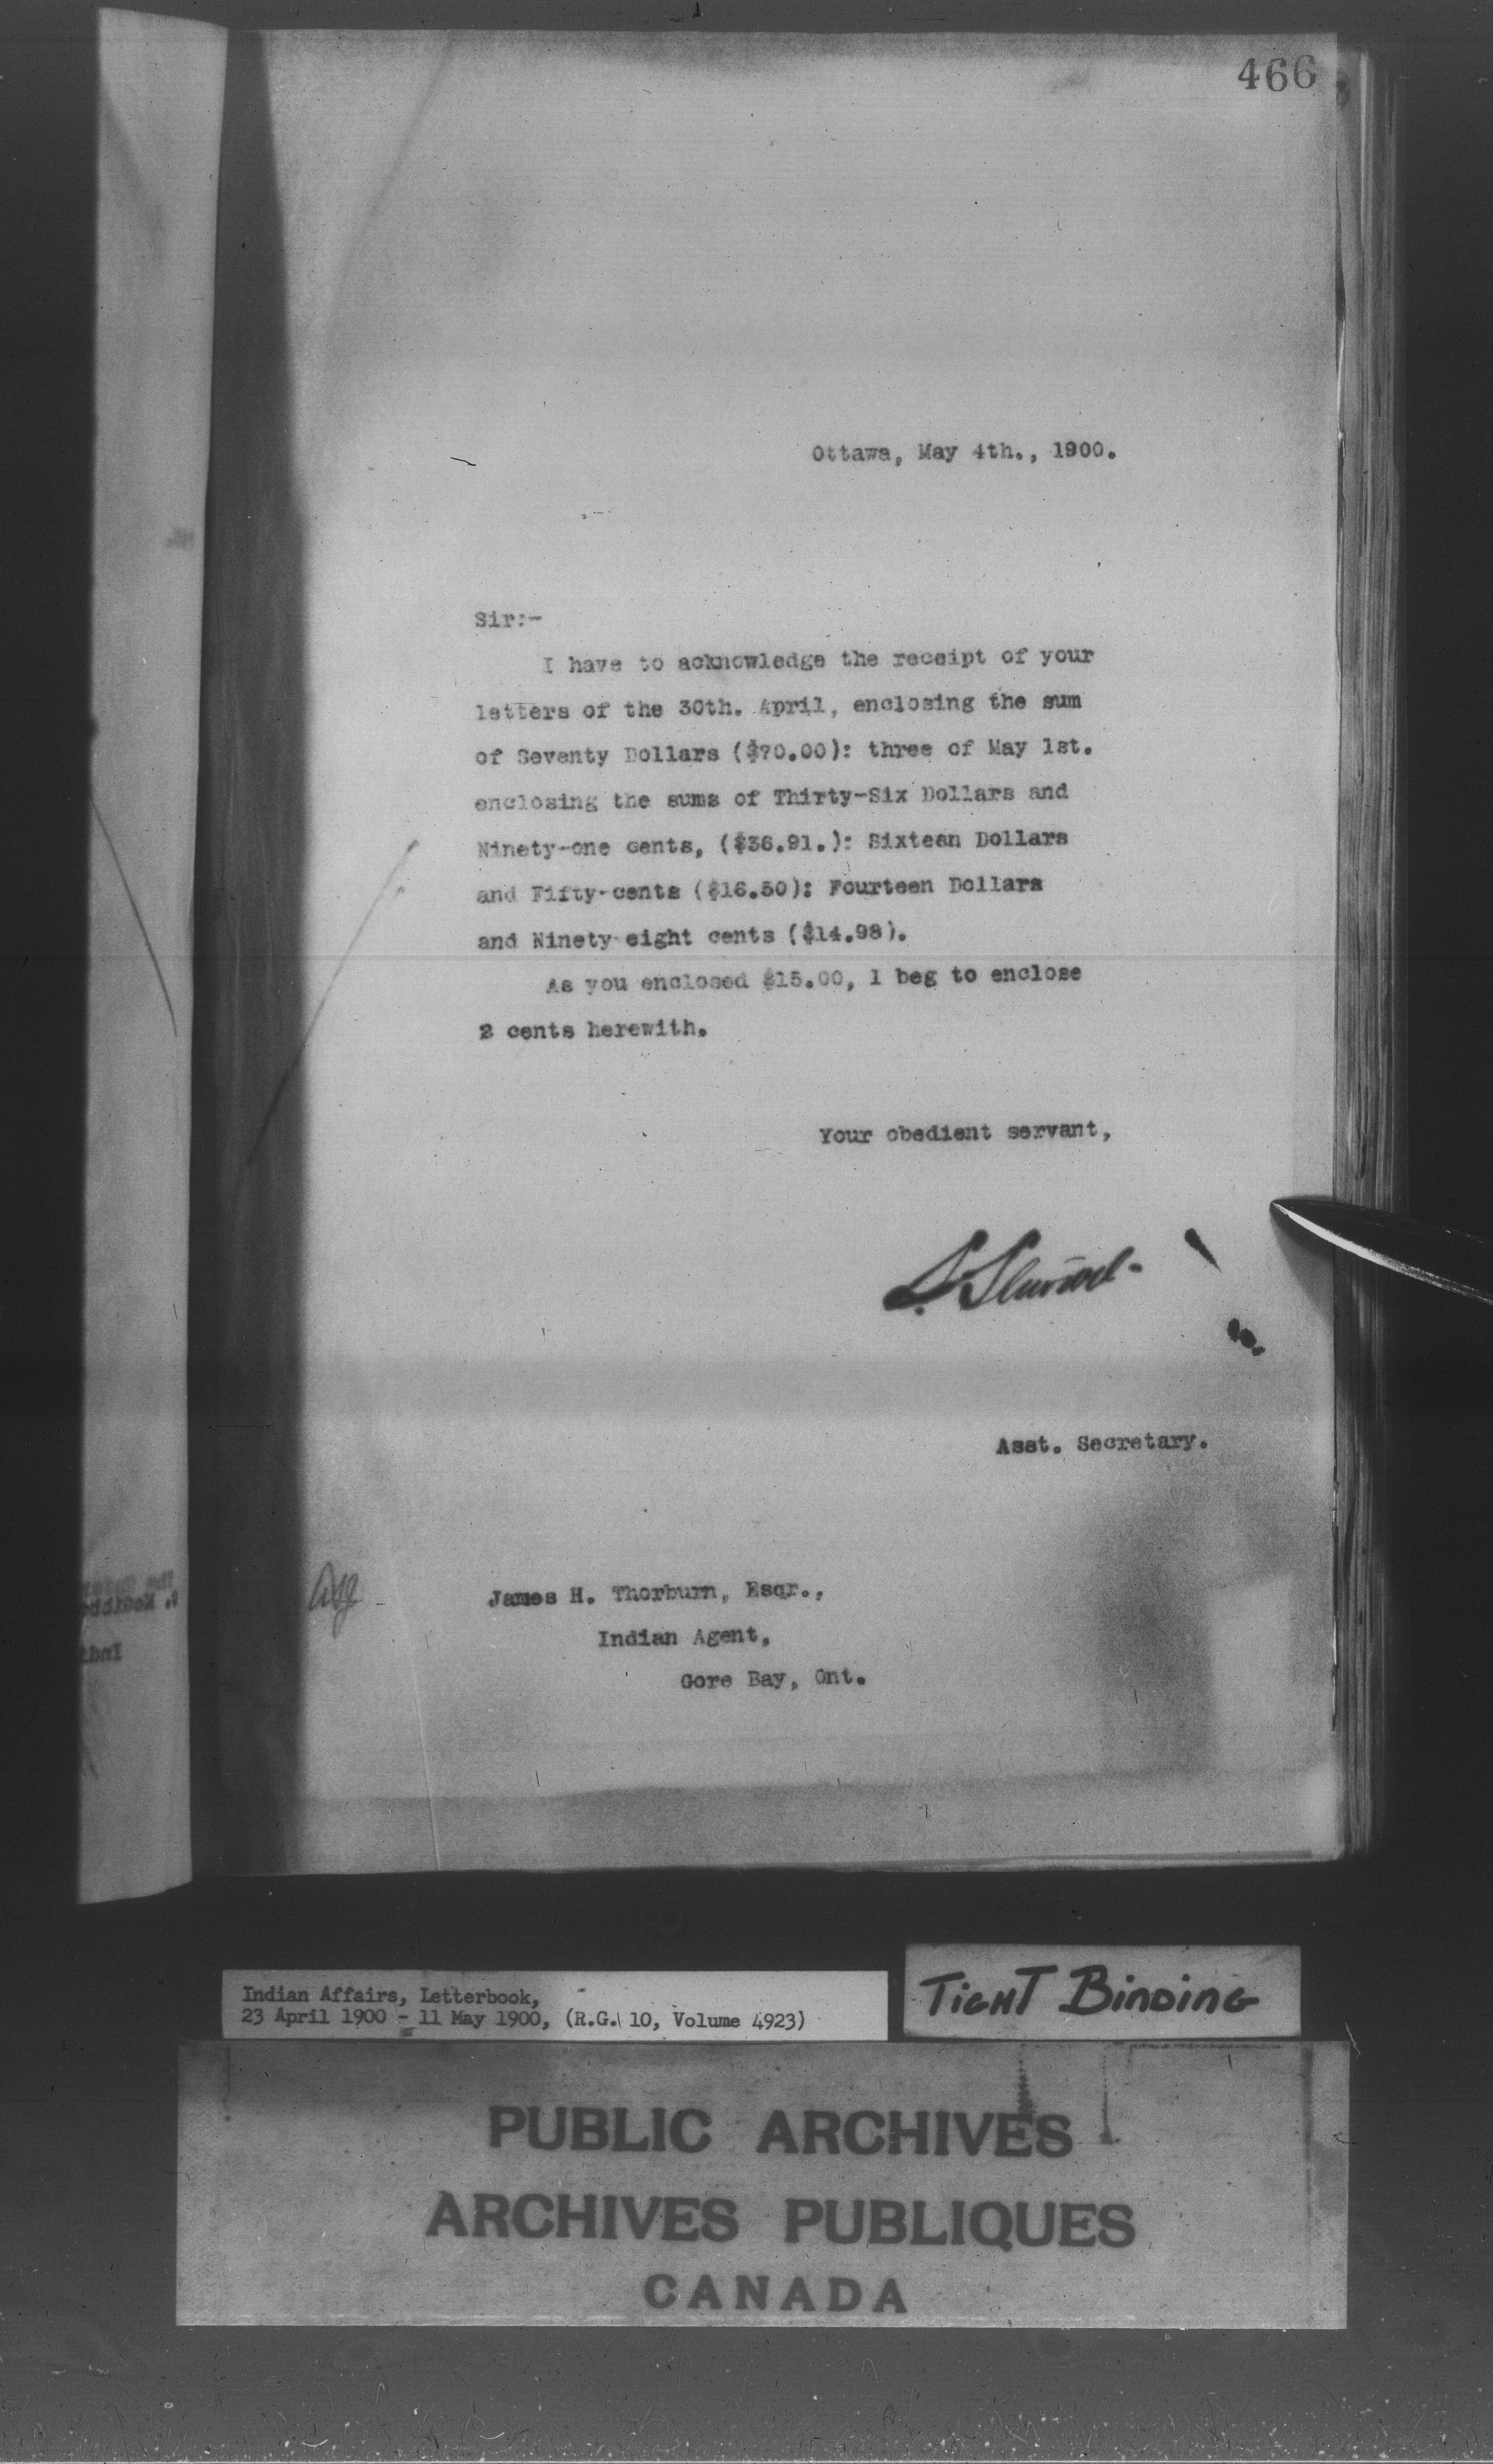 466
Ottawa, May 4th., 1900.
Sir:-
I have to acknowledge the receipt of your
letters of the 30th. April, enclosing the sum
of Seventy Dollars ($70.00): three of May 1st.
enclosing the sums of Thirty-Six Dollars and
Ninety-one cents, ($36.91.): Sixteen Dollars
and Fifty-cents ($16.50): Fourteen Dollars
and Ninety-eight cents ($14.98).
As you enclosed $15.00, I beg to enclose
2 cents herewith.
Your obedient servant,
Asst. Secretary.
James H. Thorburn, Esqr.,
Indian Agent,
Gore Bay, Ont.
Indian Affairs, Letterbook,
23 April 1900 - 11 May 1900, (R.G. 10, Volume 4923)
TIGHT BINDING
PUBLIC ARCHIVES
ARCHIVES PUBLIQUES
CANADA